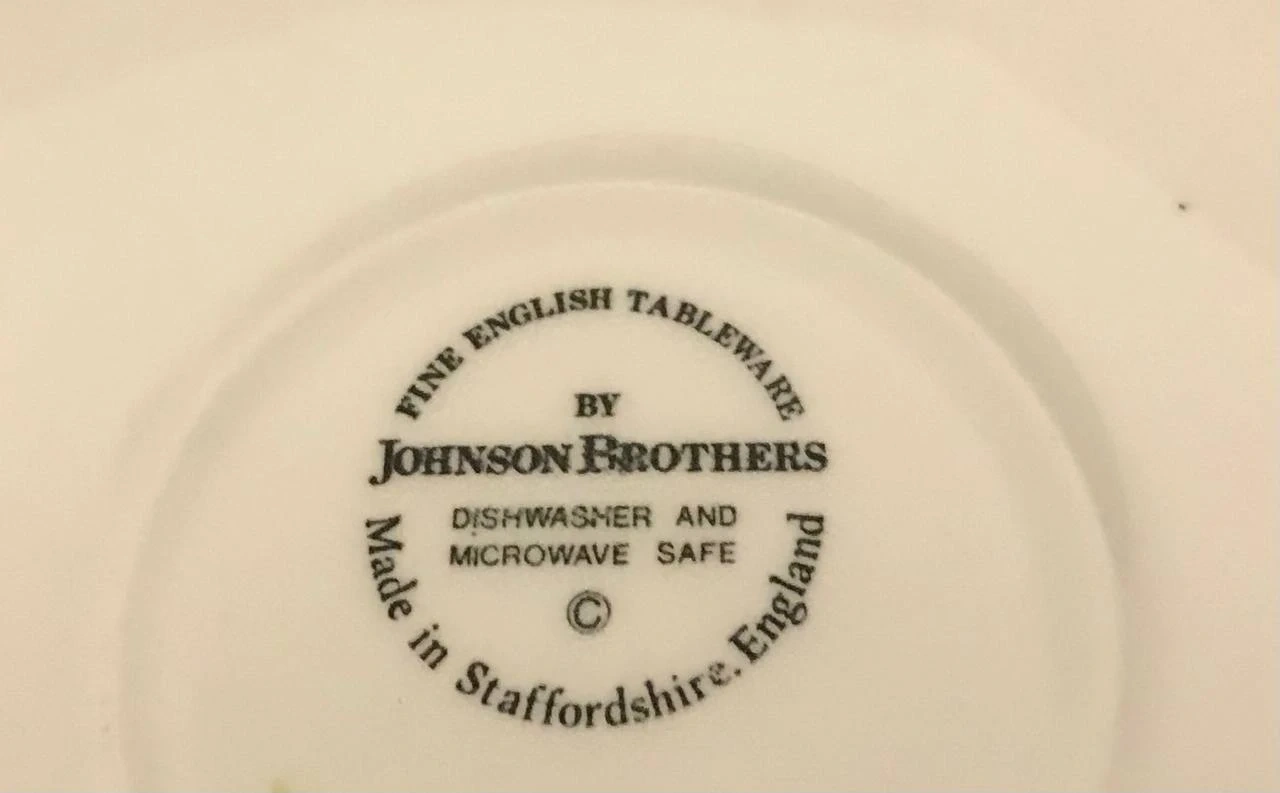 FINE ENGLISH TABLEWARE
BY
JOHNSON BROTHERS
DISHWASHER AND
MICROWAVE SAFE
©
Made in Staffordshire. England